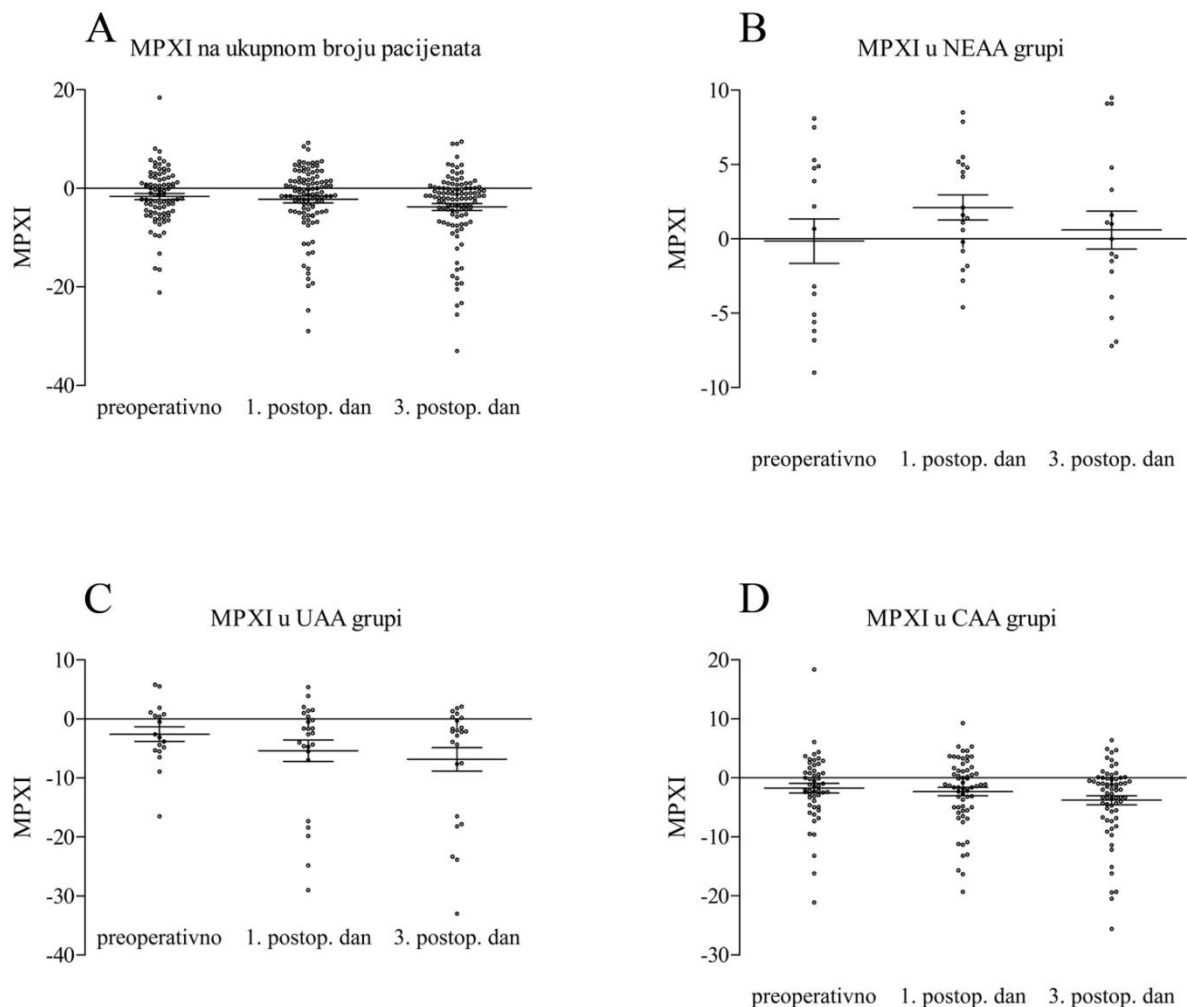 A
MPXI na ukupnom broju pacijenata
MPXI
20
0
-20
-40
preoperativno 1. postop. dan 3. postop. dan
B
MPXI u NEAA grupi
MPXI
10
5
0
-5
-10
preoperativno 1. postop. dan 3. postop. dan
C
MPXI u UAA grupi
MPXI
10
0
-10
-20
-30
-40
preoperativno 1. postop. dan 3. postop. dan
D
MPXI u CAA grupi
MPXI
20
10
0
-10
-20
-30
preoperativno 1. postop. dan 3. postop. dan